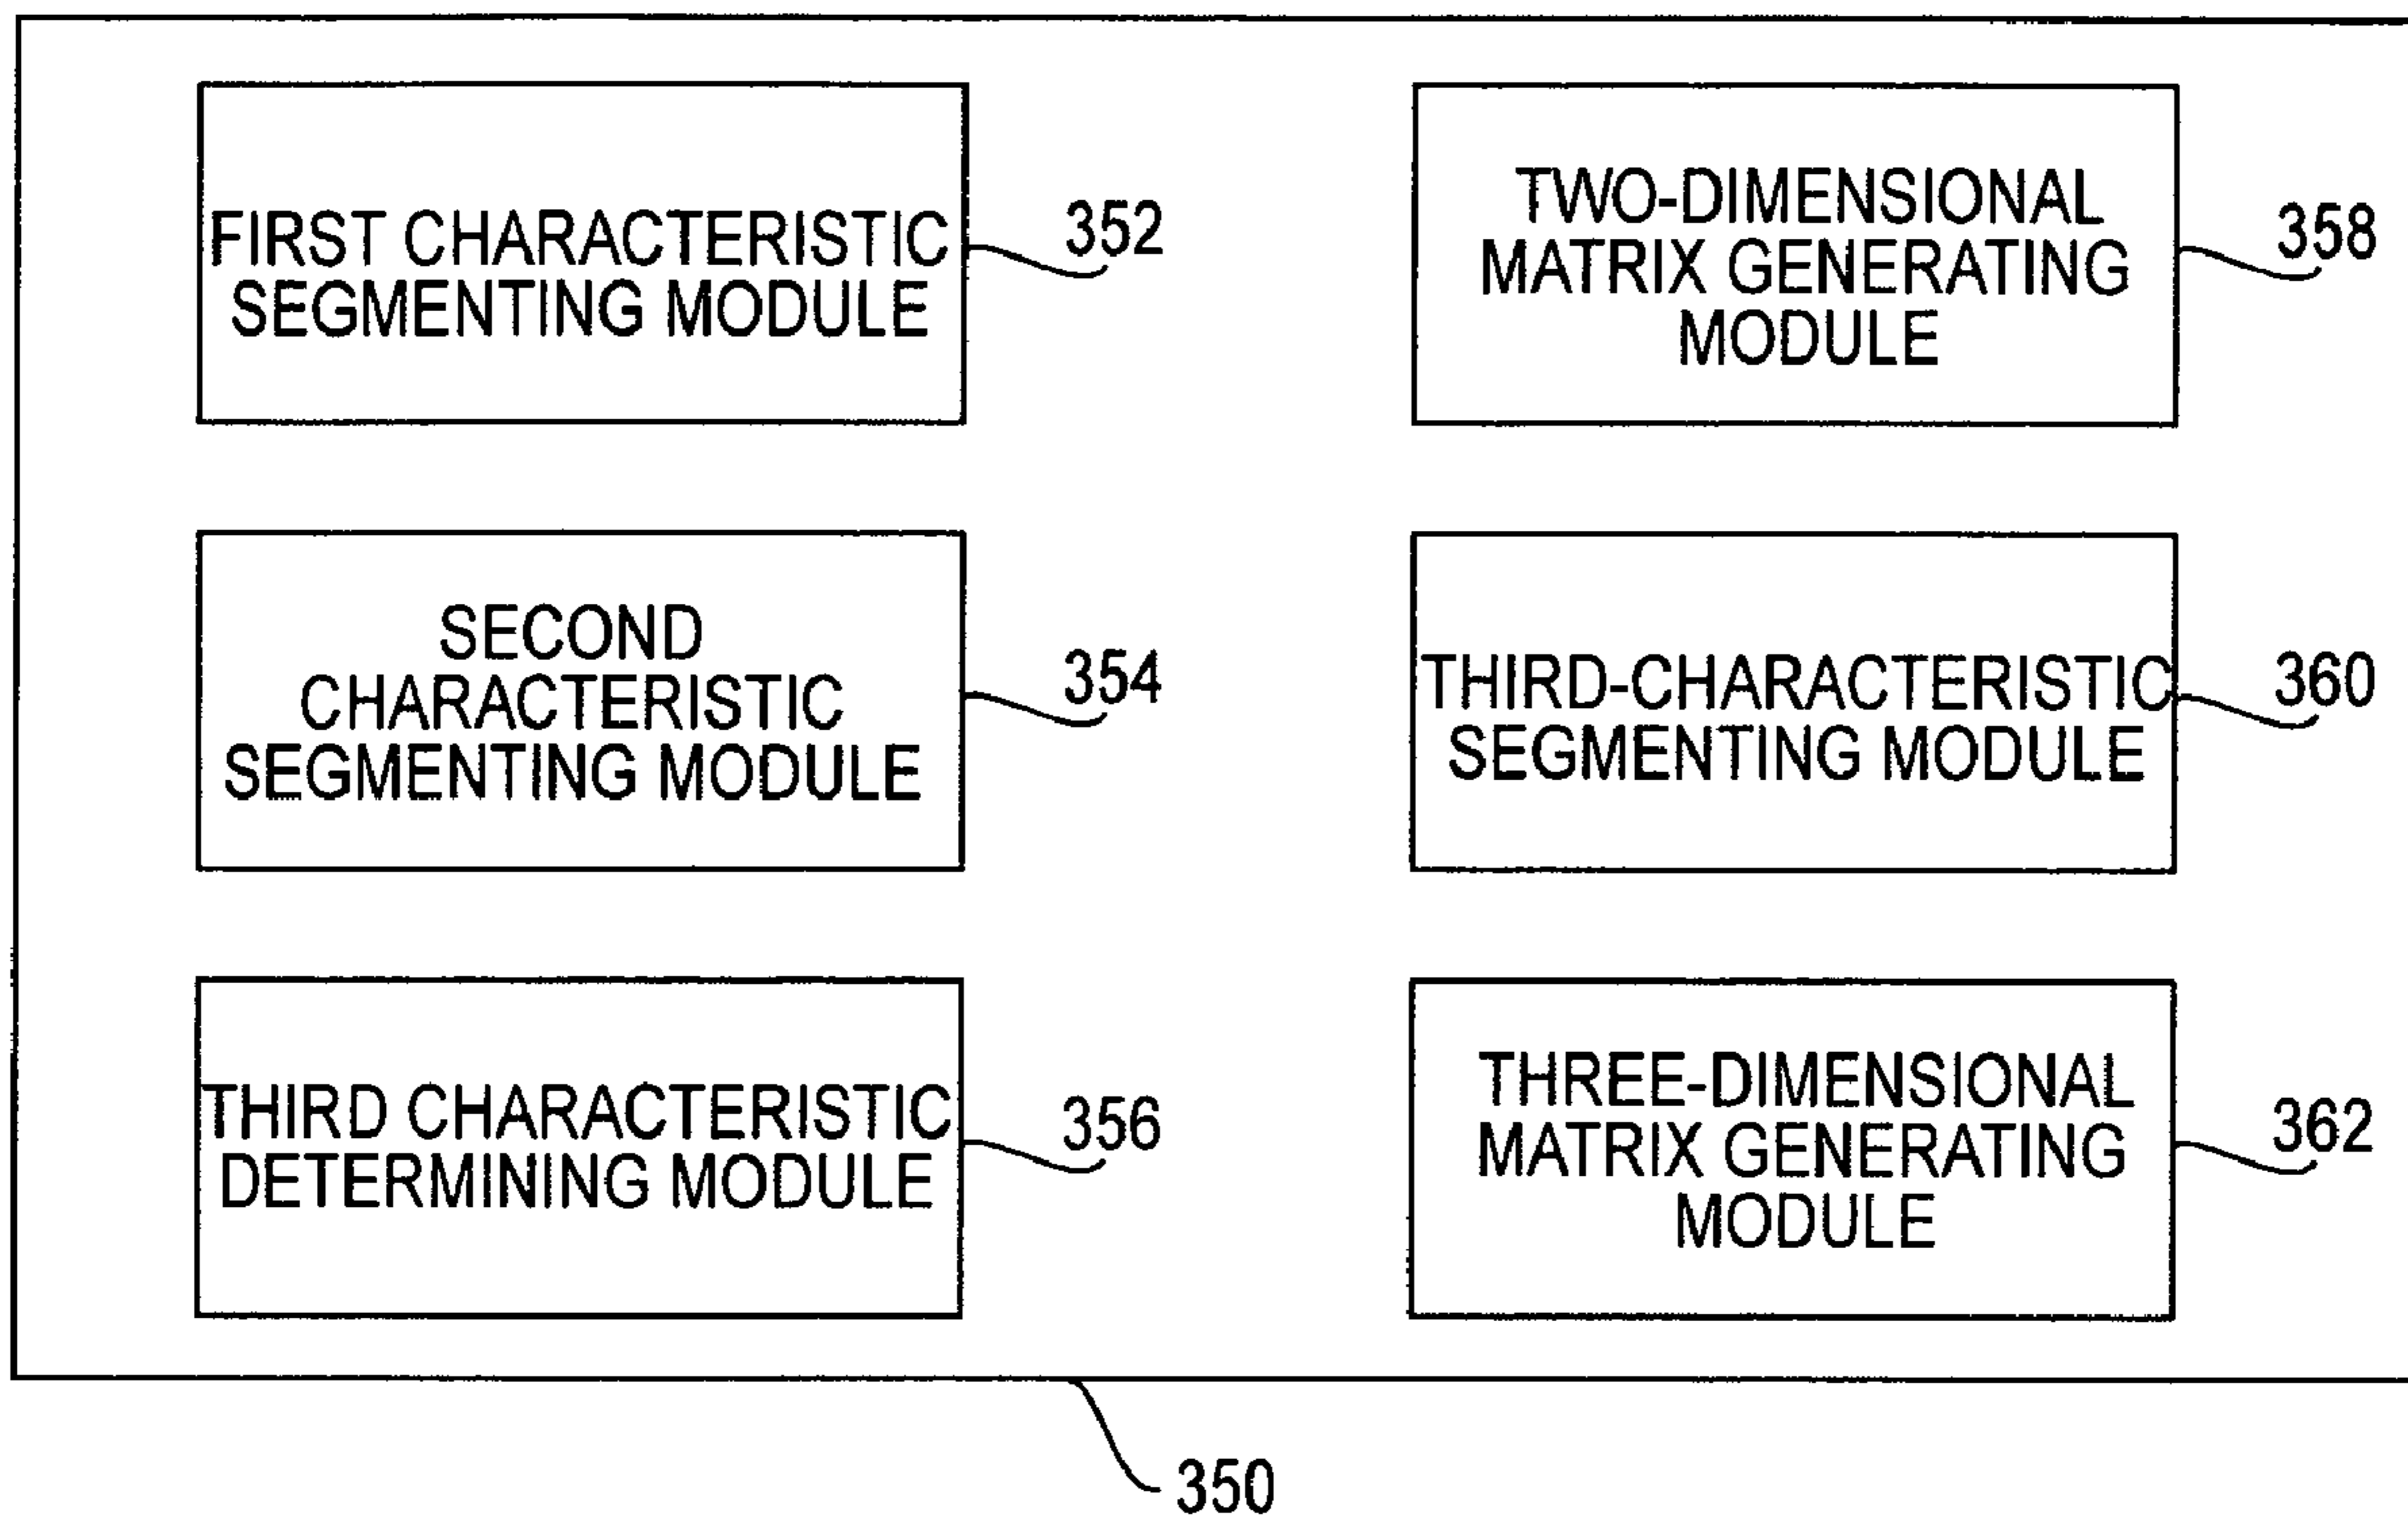 FIRST CHARACTERISTIC
SEGMENTING MODULE
352
SECOND
CHARACTERISTIC
SEGMENTING MODULE
354
THIRD CHARACTERISTIC
DETERMINING MODULE
356
TWO-DIMENSIONAL
MATRIX GENERATING
MODULE
358
THIRD-CHARACTERISTIC
SEGMENTING MODULE
360
THREE-DIMENSIONAL
MATRIX GENERATING
MODULE
362
350